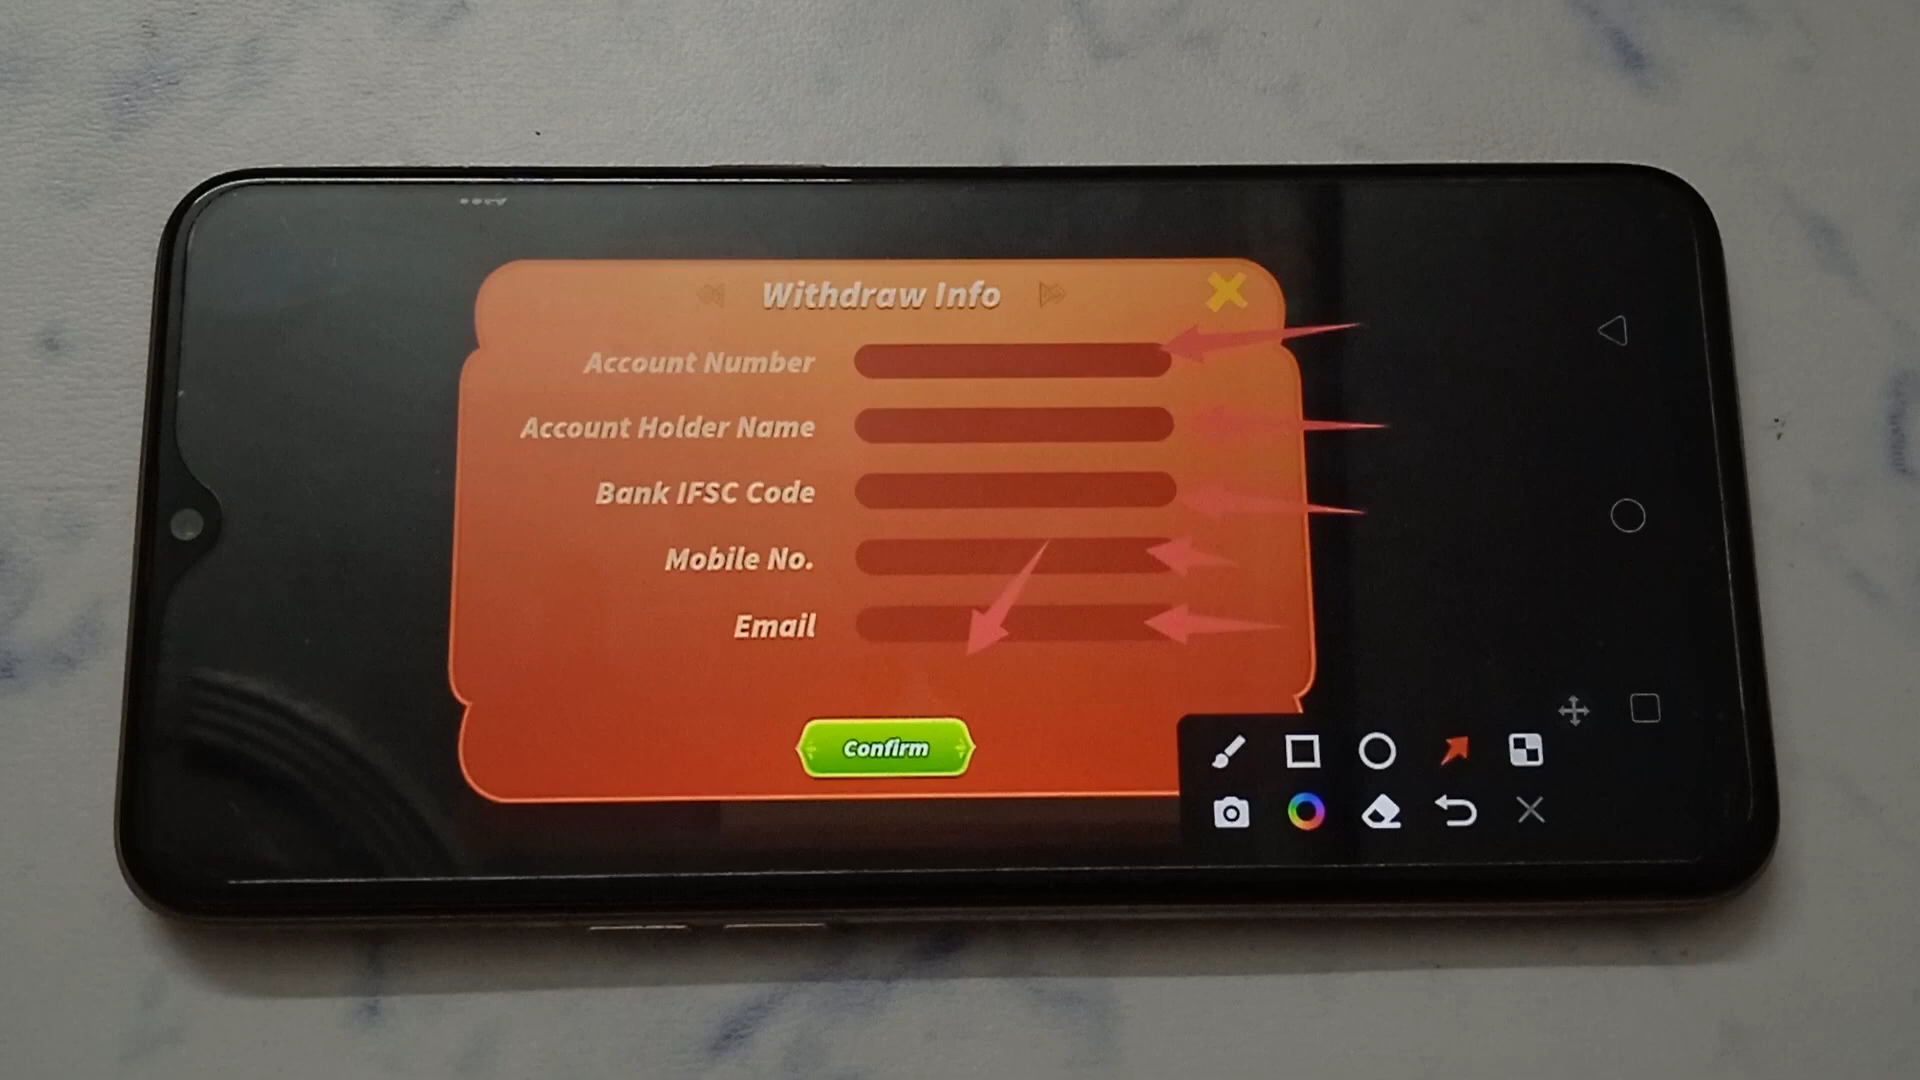 Withdraw Info
Account Number
Account Holder Name
Bank IFSC Code
Mobile No.
Email
Confirm